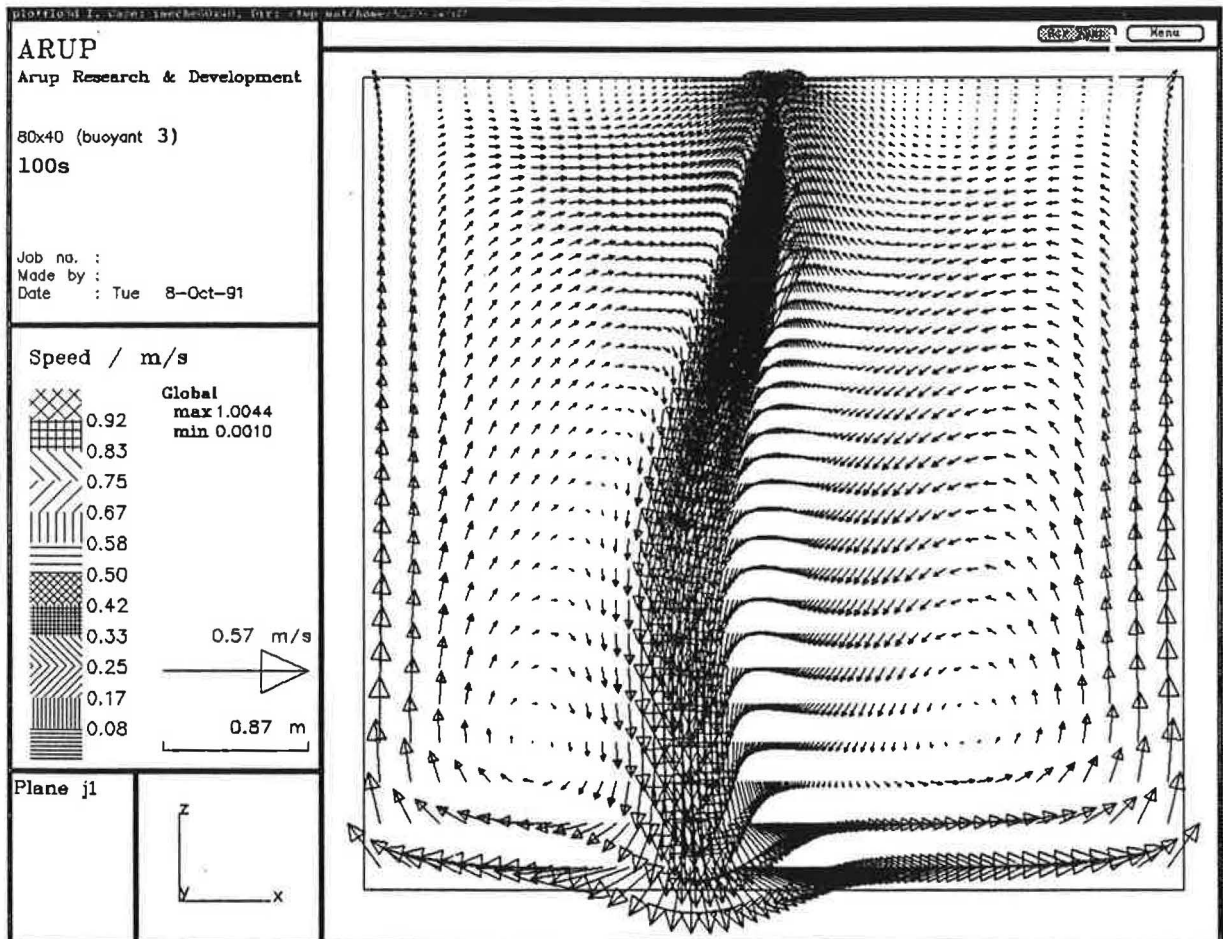 Menu
ARUP
Arup Research & Development
80x40 (buoyant 3)
100s
Job no. :
Made by :
Date : Tue 8-Oct-91
Speed / m/s
Global
max 1.0044
min 0.0010
0.92
0.83
0.75
0.67
0.58
0.50
0.42
0.33
0.25
0.17
0.08
0.57 m/s
0.87 m
Plane j1
z
y
x